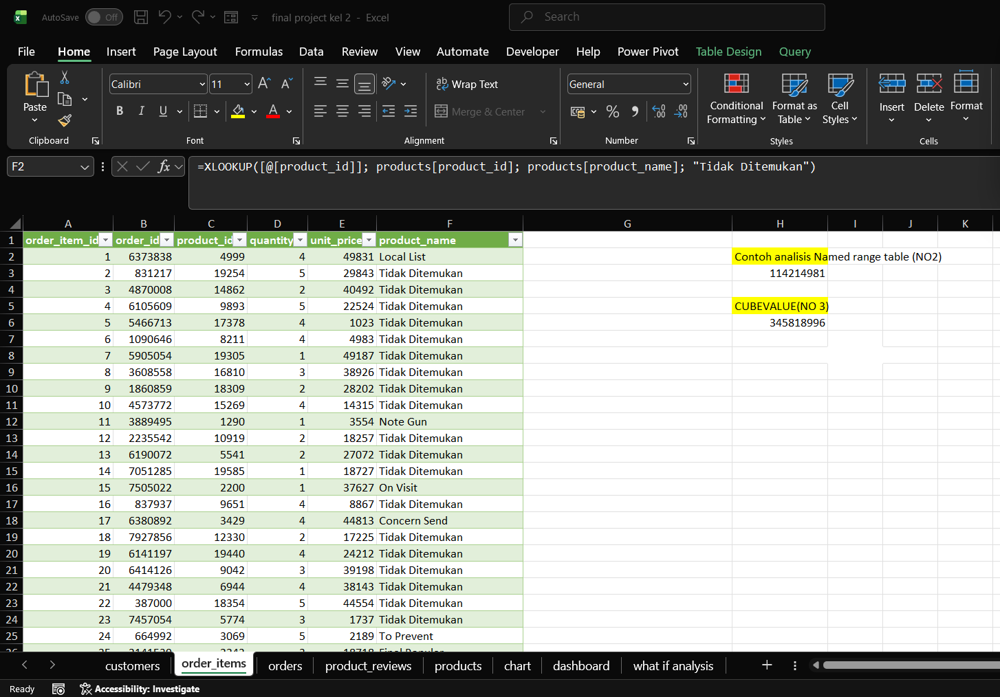 AutoSave Off final project kel 2 - Excel Search
File Home Insert Page Layout Formulas Data Review View Automate Developer Help Power Pivot Table Design Query
Paste
Calibri 11
B I U A
Wrap Text
Merge & Center
General
% .00 .00
Conditional Formatting
Format as Table
Cell Styles
Insert Delete Format
Clipboard Font Alignment Number Styles Cells
F2 fx =XLOOKUP([@[product_id]]; products[product_id]; products[product_name]; "Tidak Ditemukan")
A B C D E F G H I J K
1 order_item_id order_id product_id quantity unit_price product_name
2 1 6373838 4999 4 49831 Local List Contoh analisis Named range table (NO2)
3 2 831217 19254 5 29843 Tidak Ditemukan 114214981
4 3 4870008 14862 2 40492 Tidak Ditemukan
5 4 6105609 9893 5 22524 Tidak Ditemukan CUBEVALUE(NO 3)
6 5 5466713 17378 4 1023 Tidak Ditemukan 345818996
7 6 1090646 8211 4 4983 Tidak Ditemukan
8 7 5905054 19305 1 49187 Tidak Ditemukan
9 8 3608558 16810 3 38926 Tidak Ditemukan
10 9 1860859 18309 2 28202 Tidak Ditemukan
11 10 4573772 15269 4 14315 Tidak Ditemukan
12 11 3889495 1290 1 3554 Note Gun
13 12 2235542 10919 2 18257 Tidak Ditemukan
14 13 6190072 5541 2 27072 Tidak Ditemukan
15 14 7051285 19585 1 18727 Tidak Ditemukan
16 15 7505022 2200 1 37627 On Visit
17 16 837937 9651 4 8867 Tidak Ditemukan
18 17 6380892 3429 4 44813 Concern Send
19 18 7927856 12330 2 17225 Tidak Ditemukan
20 19 6141197 19440 4 24212 Tidak Ditemukan
21 20 6414126 9042 3 39198 Tidak Ditemukan
22 21 4479348 6944 4 38143 Tidak Ditemukan
23 22 387000 18354 5 44554 Tidak Ditemukan
24 23 7457054 5774 3 1737 Tidak Ditemukan
25 24 664992 3069 5 2189 To Prevent
customers order_items orders product_reviews products chart dashboard what if analysis
Ready Accessibility: Investigate